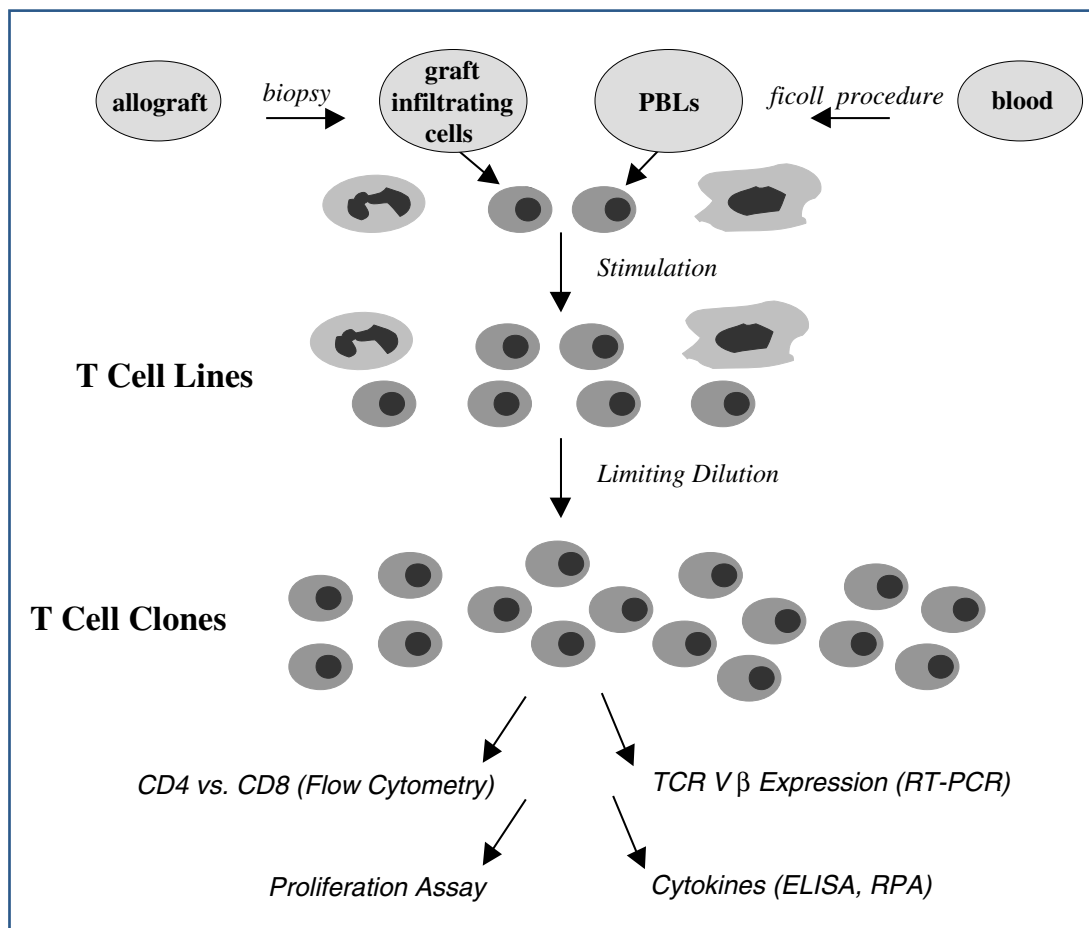 allograft
biopsy
graft
infiltrating
cells
PBLs
ficoll procedure
blood
Stimulation
T Cell Lines
Limiting Dilution
T Cell Clones
CD4 vs. CD8 (Flow Cytometry)
TCR V β Expression (RT-PCR)
Proliferation Assay
Cytokines (ELISA, RPA)